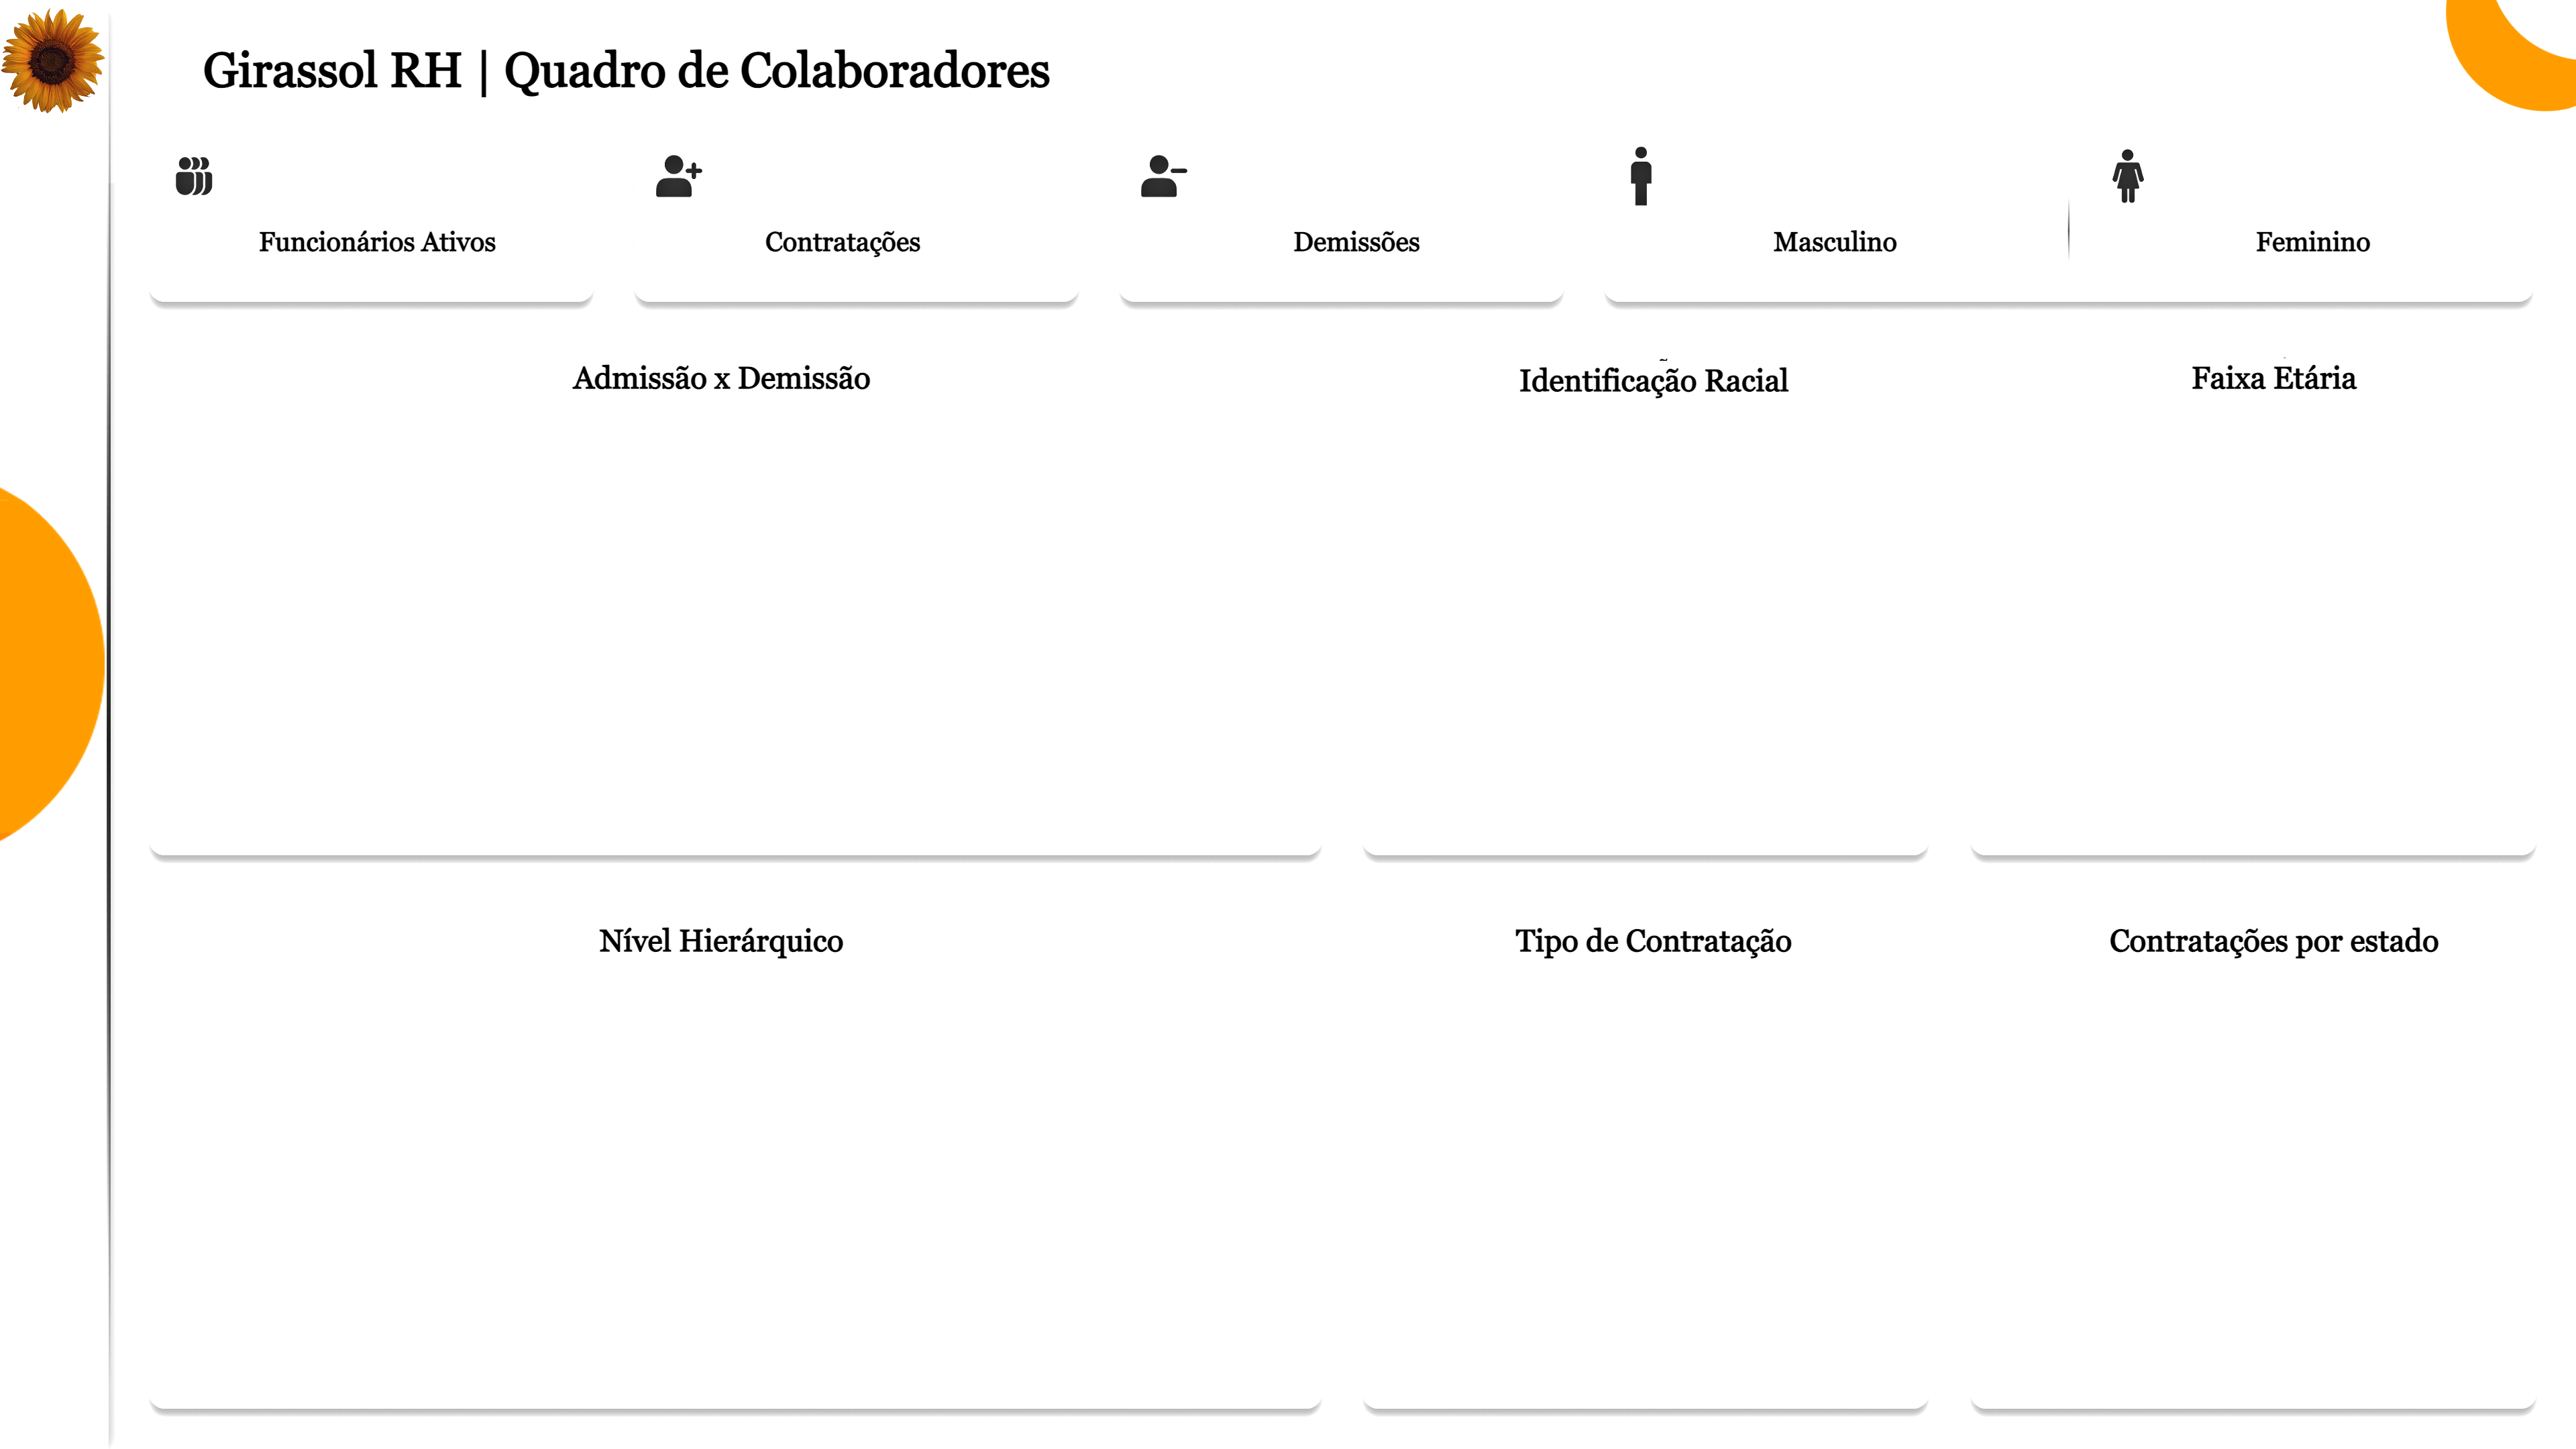 Girassol RH | Quadro de Colaboradores
Funcionários Ativos
Contratações
Demissões
Masculino
Feminino
Admissão x Demissão
Identificação Racial
Faixa Etária
Nível Hierárquico
Tipo de Contratação
Contratações por estado